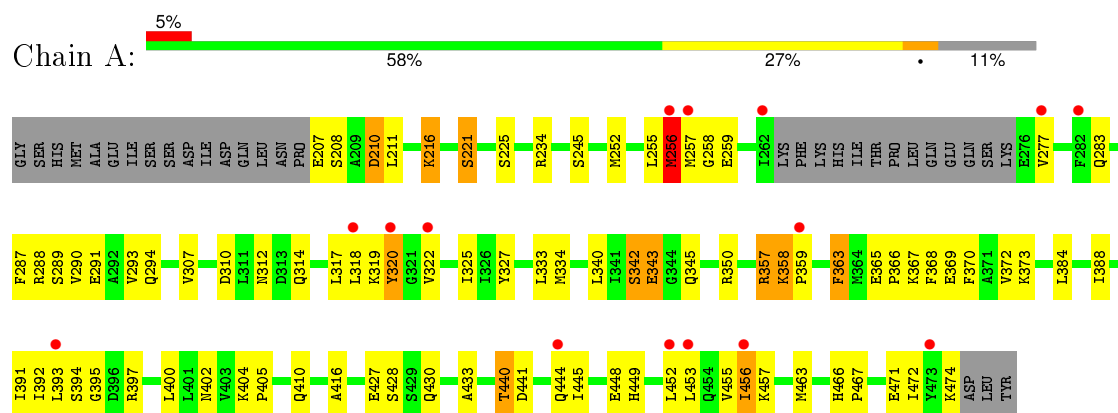 5%
Chain A:
58% 27% • 11%
GLY SER HIS MET ALA GLU ILE SER SER ASP ILE ASP GLN LEU ASN PRO E207 S208 A209 D210 L211 K216 S221 S225 R234 S245 M252 L255 M256 M257 G258 E259 I262 LYS PHE LYS HIS ILE THR PRO LEU GLN GLU GLN SER LYS E276 V277 F282 Q283
F287 R288 S289 V290 E291 A292 V293 Q294 V307 D310 L311 N312 D313 Q314 L317 L318 K319 Y320 G321 V322 I325 I326 Y327 L333 M334 L340 I341 S342 E343 G344 Q345 R350 R357 K358 P359 F363 M364 E365 P366 K367 F368 E369 F370 A371 V372 K373 L384 I388
I391 I392 L393 S394 G395 D396 R397 L400 L401 N402 V403 K404 P405 Q410 A416 E427 S428 S429 Q430 A433 T440 D441 Q444 I445 E448 H449 L452 L453 Q454 V455 I456 K457 M463 H466 P467 E471 I472 Y473 K474 ASP LEU TYR